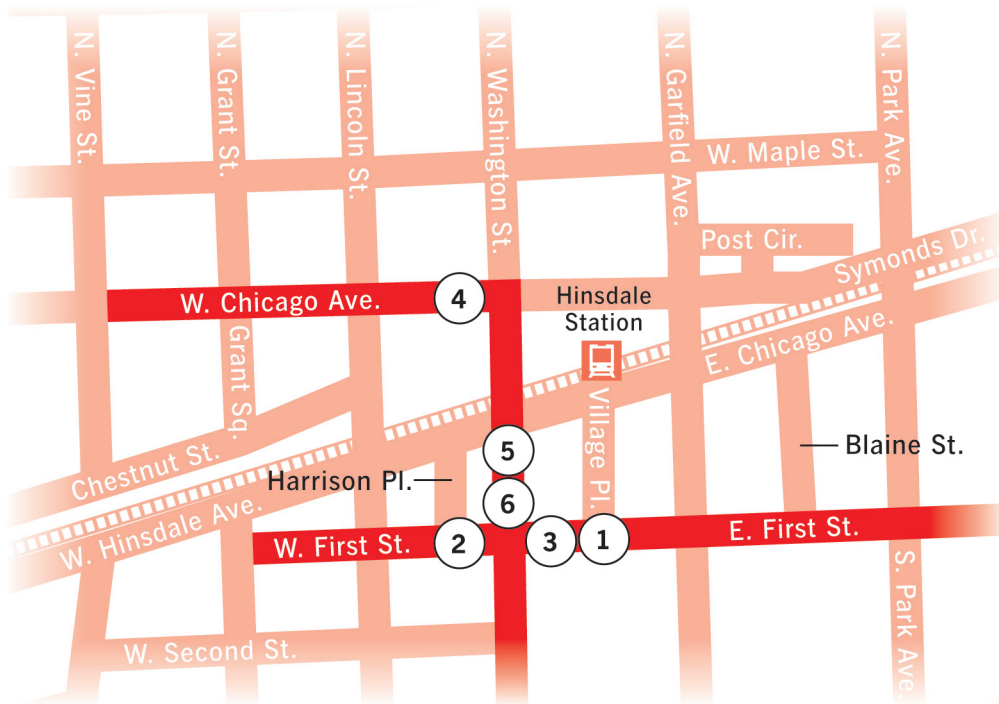 N. Vine St.
N. Grant St.
N. Lincoln St.
N. Washington St.
N. Garfield Ave.
N. Park Ave.
W. Maple St.
Post Cir.
Symonds Dr.
W. Chicago Ave.
4
Hinsdale
Station
E. Chicago Ave.
Grant Sq.
Village Pl.
Chestnut St.
5
Blaine St.
Harrison Pl.
6
W. Hinsdale Ave.
W. First St.
2
3
1
E. First St.
S. Park Ave.
W. Second St.